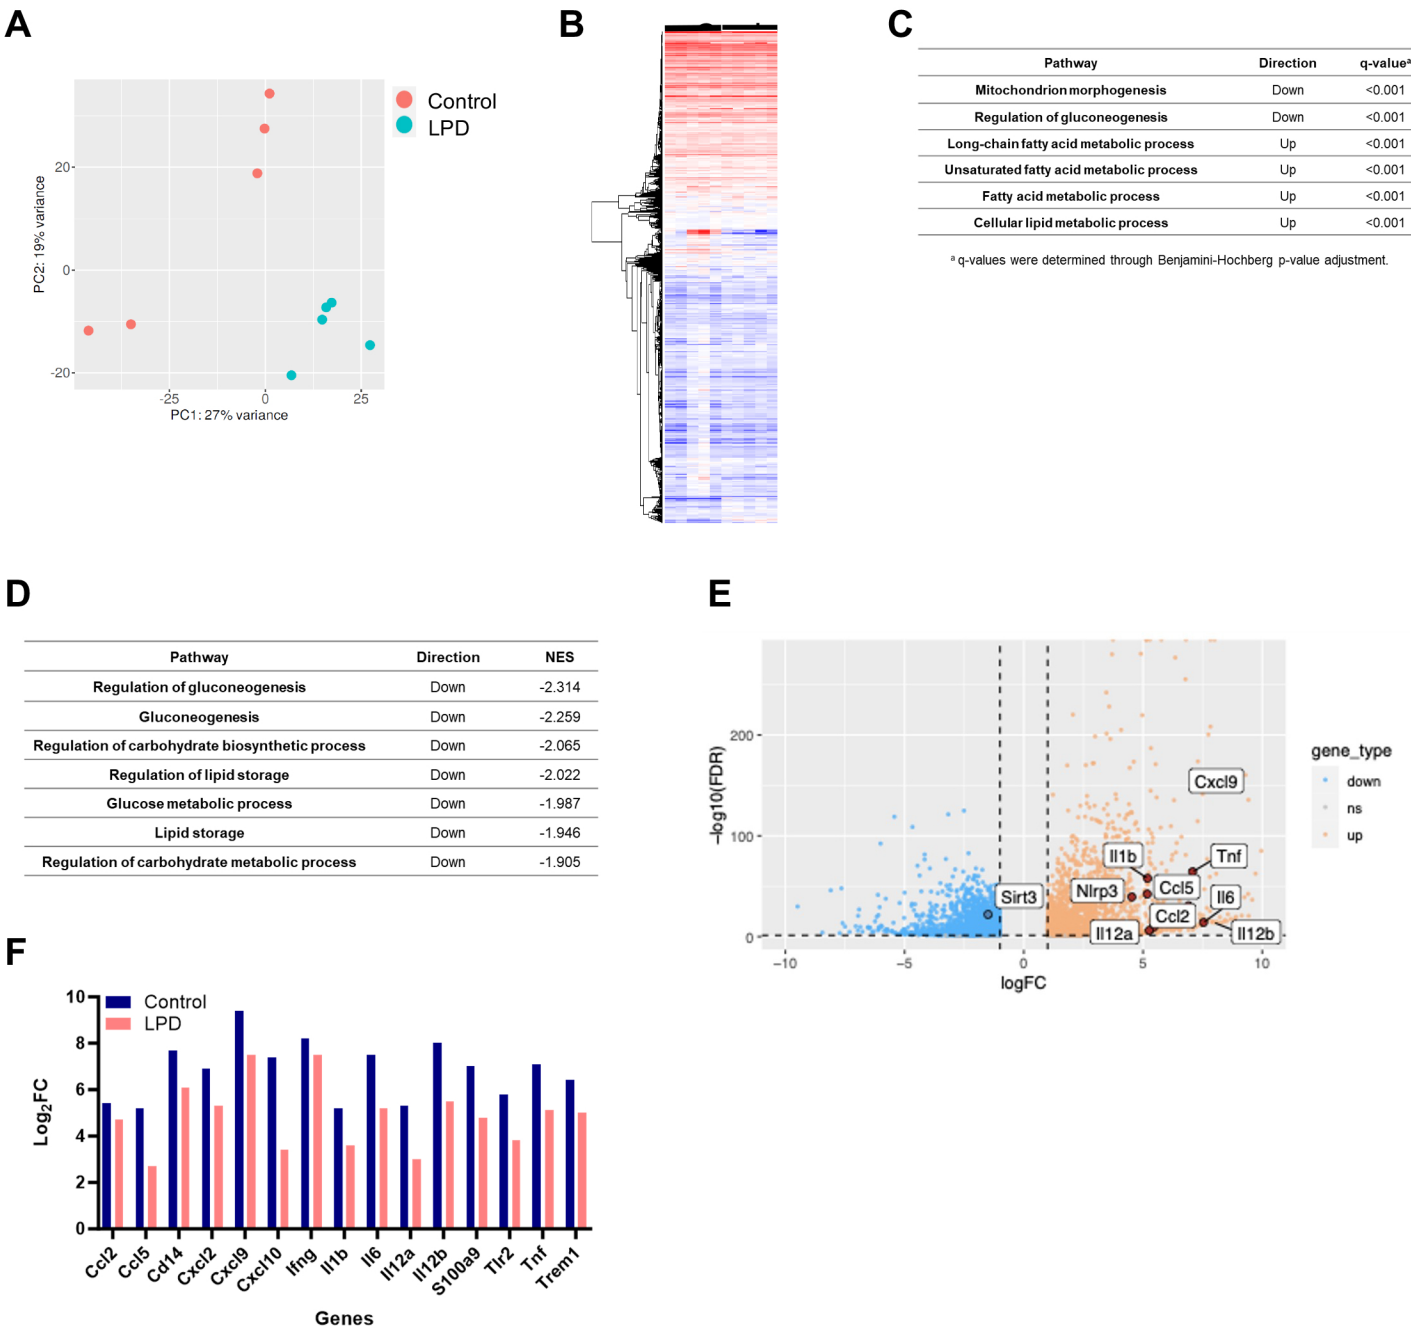 A
Control
LPD
20
0
-20
-25
0
25
PC2: 19% variance
PC1: 27% variance
B
C
Pathway Direction q-valueᵃ
Mitochondrion morphogenesis Down <0.001
Regulation of gluconeogenesis Down <0.001
Long-chain fatty acid metabolic process Up <0.001
Unsaturated fatty acid metabolic process Up <0.001
Fatty acid metabolic process Up <0.001
Cellular lipid metabolic process Up <0.001
ᵃ q-values were determined through Benjamini-Hochberg p-value adjustment.
D
Pathway Direction NES
Regulation of gluconeogenesis Down -2.314
Gluconeogenesis Down -2.259
Regulation of carbohydrate biosynthetic process Down -2.065
Regulation of lipid storage Down -2.022
Glucose metabolic process Down -1.987
Lipid storage Down -1.946
Regulation of carbohydrate metabolic process Down -1.905
E
−log10(FDR)
200
100
0
−10
−5
0
5
10
logFC
Cxcl9
Il1b
Tnf
Nlrp3
Ccl5
Il6
Sirt3
Ccl2
Il12a
Il12b
gene_type
down
ns
up
F
Control
LPD
Log₂FC
10
8
6
4
2
0
Ccl2
Ccl5
Cd14
Cxcl2
Cxcl9
Cxcl10
Ifng
Il1b
Il6
Il12a
Il12b
S100a9
Tlr2
Tnf
Trem1
Genes